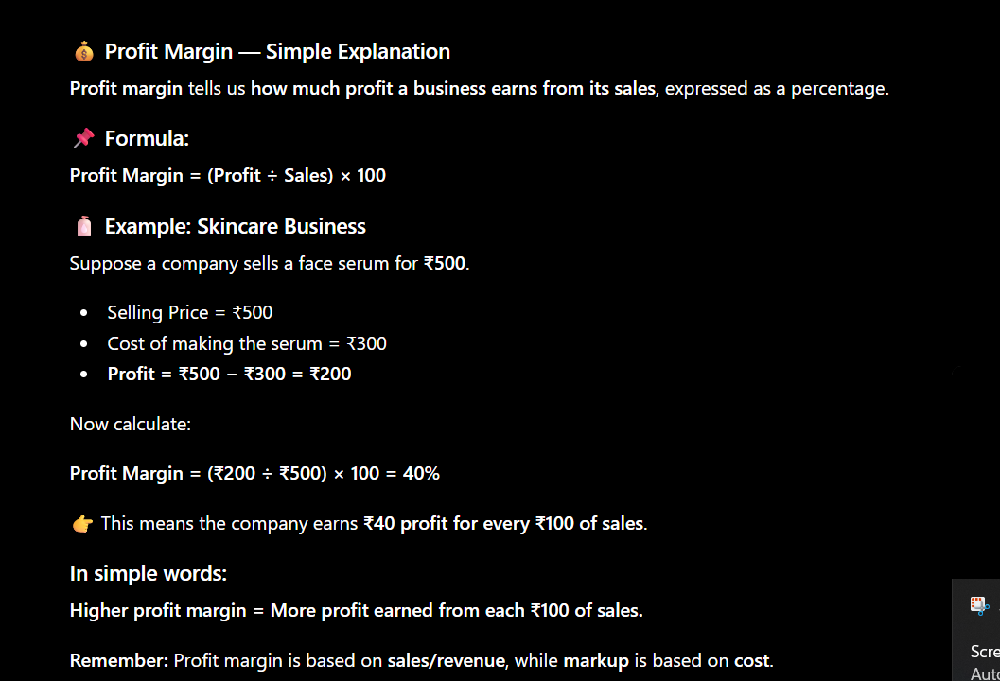 💰 Profit Margin — Simple Explanation
Profit margin tells us how much profit a business earns from its sales, expressed as a percentage.
📌 Formula:
Profit Margin = (Profit ÷ Sales) × 100
🧴 Example: Skincare Business
Suppose a company sells a face serum for ₹500.
• Selling Price = ₹500
• Cost of making the serum = ₹300
• Profit = ₹500 − ₹300 = ₹200
Now calculate:
Profit Margin = (₹200 ÷ ₹500) × 100 = 40%
👉 This means the company earns ₹40 profit for every ₹100 of sales.
In simple words:
Higher profit margin = More profit earned from each ₹100 of sales.
Remember: Profit margin is based on sales/revenue, while markup is based on cost.